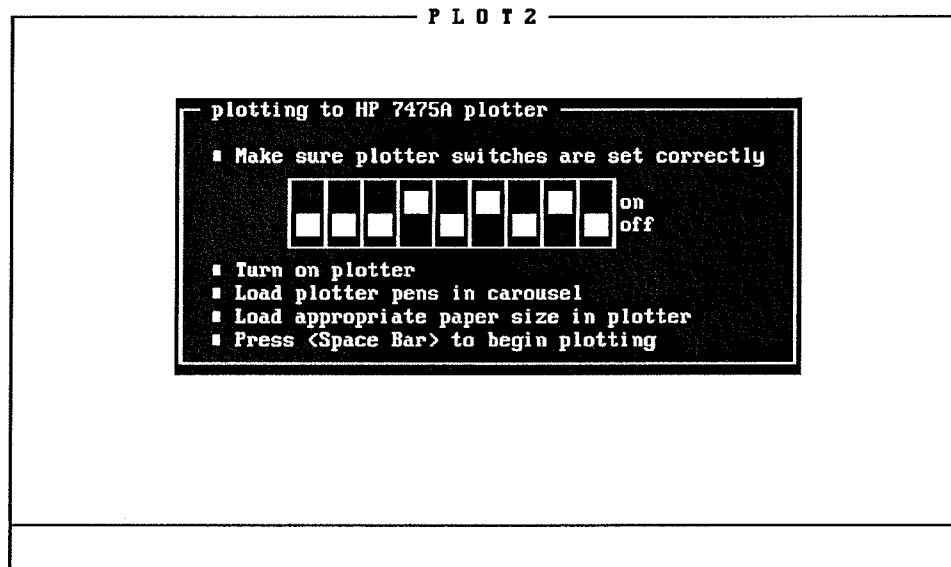 P L O T 2
plotting to HP 7475A plotter
■ Make sure plotter switches are set correctly
on
off
■ Turn on plotter
■ Load plotter pens in carousel
■ Load appropriate paper size in plotter
■ Press <Space Bar> to begin plotting